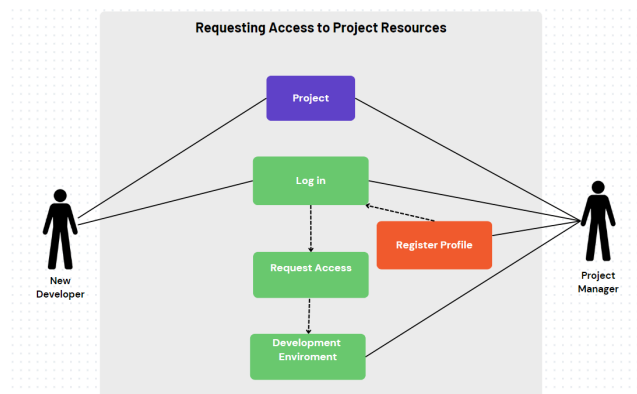 Requesting Access to Project Resources
Project
Log in
Register Profile
Request Access
New
Developer
Project
Manager
Development
Enviroment